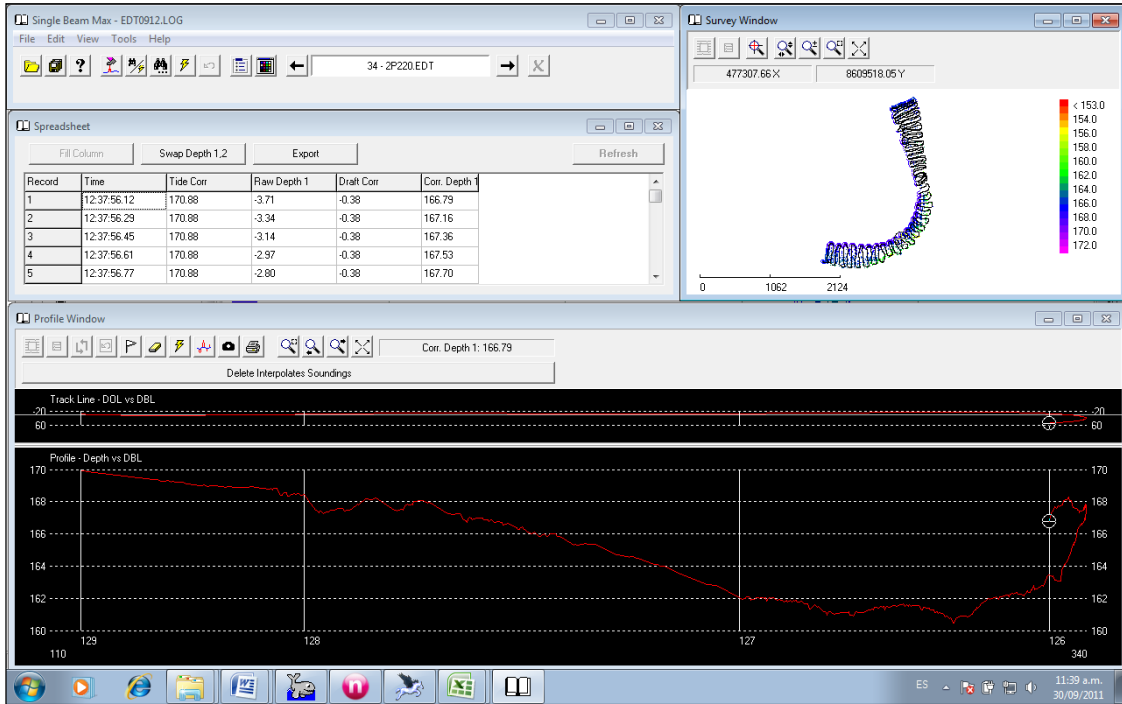 Single Beam Max - EDT0912.LOG
File Edit View Tools Help
34 - 2P220.EDT
Spreadsheet
Fill Column Swap Depth 1,2 Export Refresh
Record Time Tide Corr Raw Depth 1 Draft Corr Corr. Depth 1
1 12:37:56.12 170.88 -3.71 -0.38 166.79
2 12:37:56.29 170.88 -3.34 -0.38 167.16
3 12:37:56.45 170.88 -3.14 -0.38 167.36
4 12:37:56.61 170.88 -2.97 -0.38 167.53
5 12:37:56.77 170.88 -2.80 -0.38 167.70
Survey Window
477307.66 X 8609518.05 Y
< 153.0
154.0
156.0
158.0
160.0
162.0
164.0
166.0
168.0
170.0
172.0
0 1062 2124
Profile Window
Corr. Depth 1: 166.79
Delete Interpolates Soundings
Track Line - DOL vs DBL
-20 -20
60 60
Profile - Depth vs DBL
170 170
168 168
166 166
164 164
162 162
160 160
129 128 127 126
110 340
ES 11:39 a.m.
30/09/2011